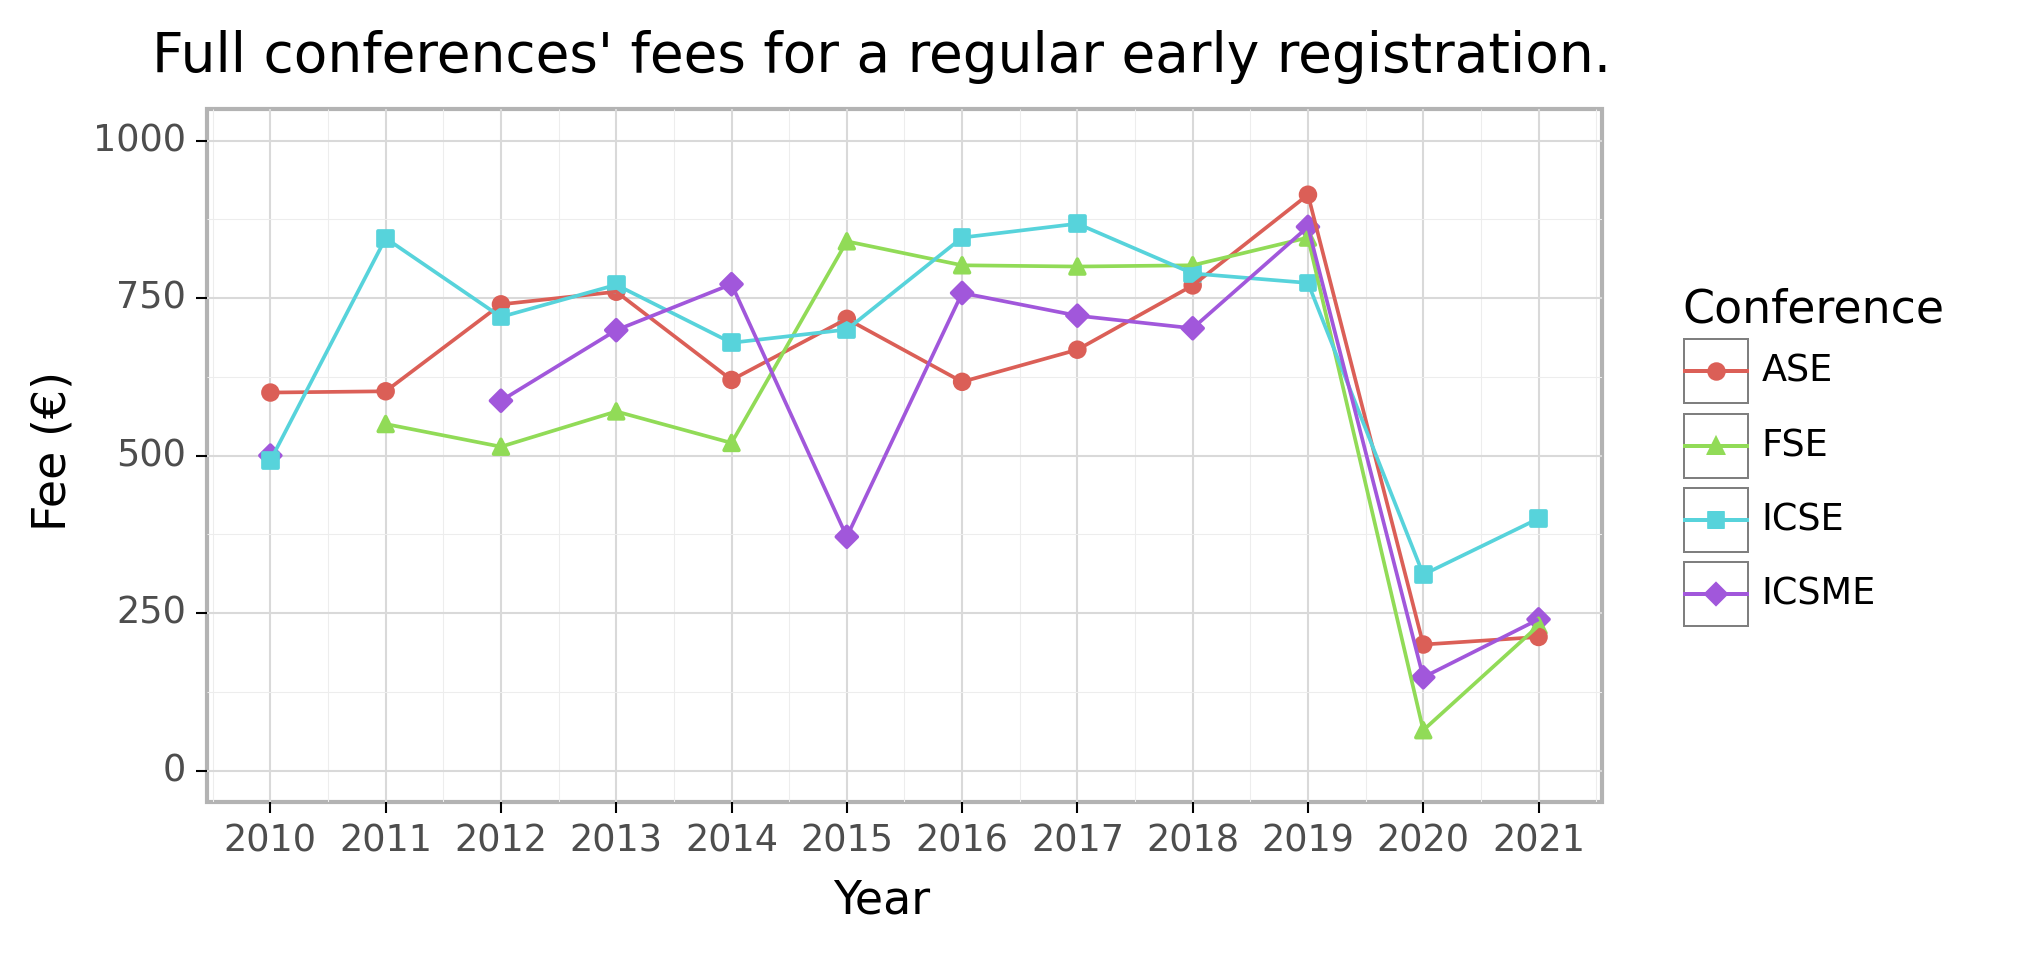 Full conferences' fees for a regular early registration.
1000
750
500
250
0
Fee (€)
2010 2011 2012 2013 2014 2015 2016 2017 2018 2019 2020 2021
Year
Conference
ASE
FSE
ICSE
ICSME